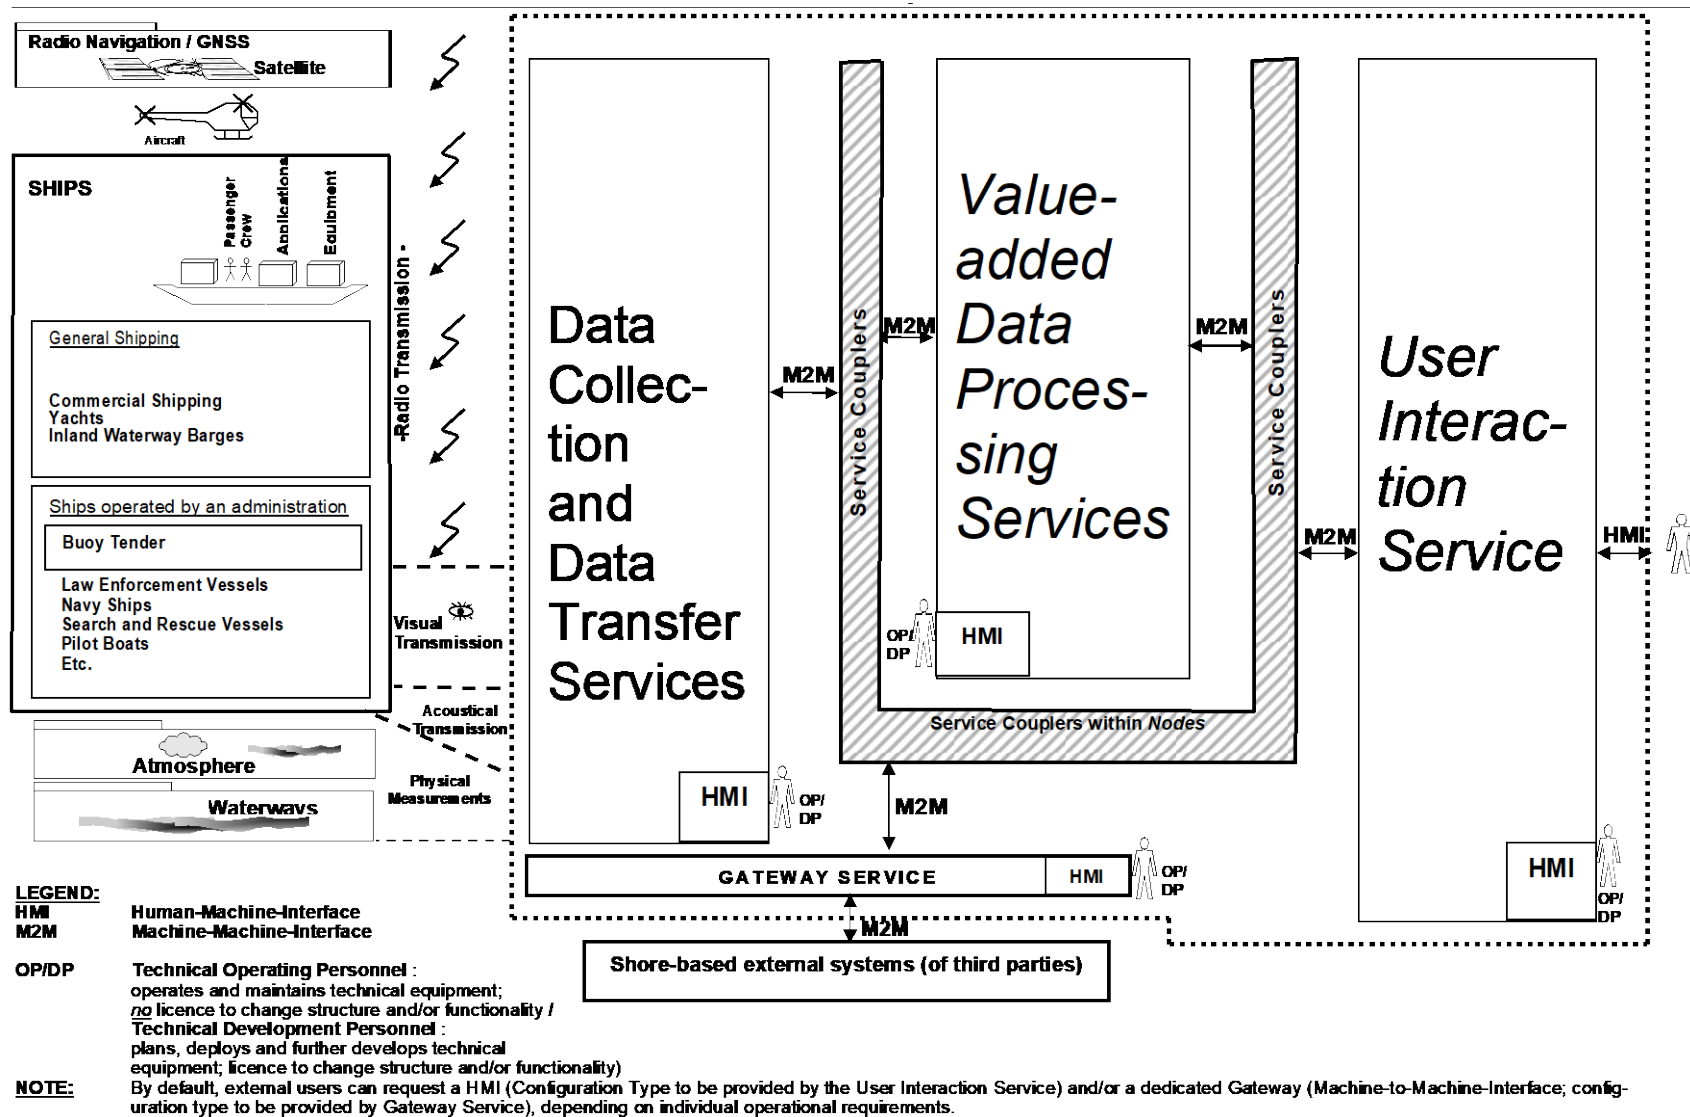 Radio Navigation / GNSS
Satellite
Aircraft
SHIPS
Passenger
Crew
Applications
Equipment
General Shipping
Commercial Shipping
Yachts
Inland Waterway Barges
Ships operated by an administration
Buoy Tender
Law Enforcement Vessels
Navy Ships
Search and Rescue Vessels
Pilot Boats
Etc.
Atmosphere
Waterways
-Radio Transmission -
Visual
Transmission
Acoustical
Transmission
Physical
Measurements
Data
Collec-
tion
and
Data
Transfer
Services
HMI
OP/
DP
M2M
Service Couplers
M2M
Value-
added
Data
Proces-
sing
Services
OP/
DP
HMI
M2M
Service Couplers
Service Couplers within Nodes
M2M
User
Interac-
tion
Service
HMI
HMI
OP/
DP
M2M
GATEWAY SERVICE
HMI
OP/
DP
M2M
Shore-based external systems (of third parties)
LEGEND:
HMI Human-Machine-Interface
M2M Machine-Machine-Interface
OP/DP Technical Operating Personnel :
operates and maintains technical equipment;
no licence to change structure and/or functionality /
Technical Development Personnel :
plans, deploys and further develops technical
equipment; licence to change structure and/or functionality)
NOTE: By default, external users can request a HMI (Configuration Type to be provided by the User Interaction Service) and/or a dedicated Gateway (Machine-to-Machine-Interface; config-
uration type to be provided by Gateway Service), depending on individual operational requirements.